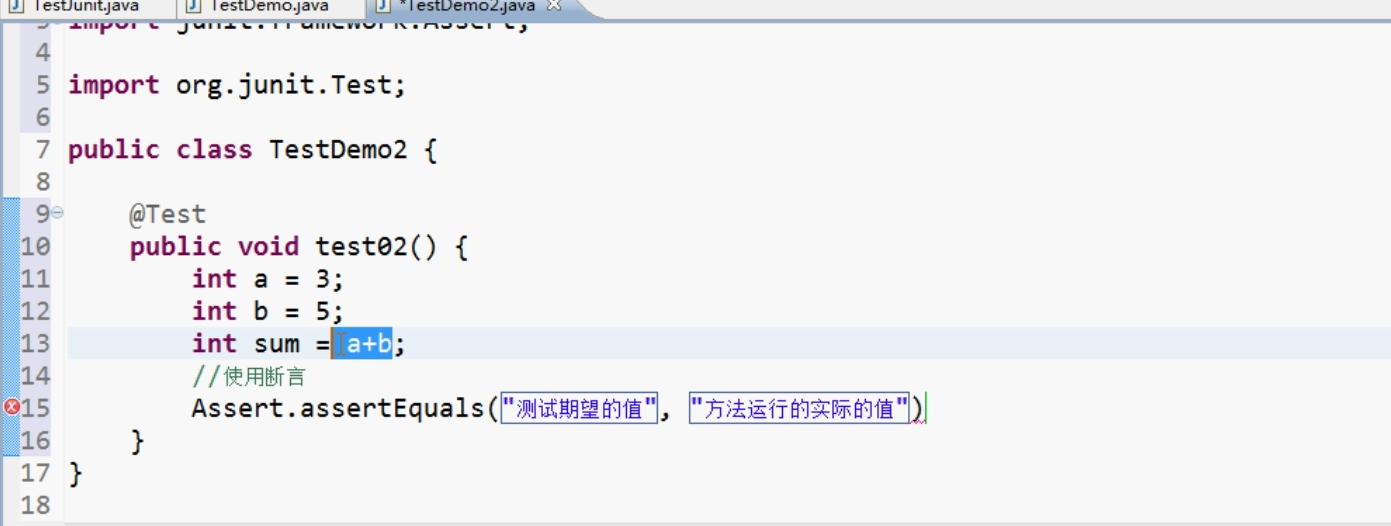 TestJunit.java TestDemo.java *TestDemo2.java
3 import junit.framework.Assert;
4
5 import org.junit.Test;
6
7 public class TestDemo2 {
8
9 @Test
10 public void test02() {
11 int a = 3;
12 int b = 5;
13 int sum = a+b;
14 //使用断言
15 Assert.assertEquals("测试期望的值", "方法运行的实际的值")
16 }
17 }
18